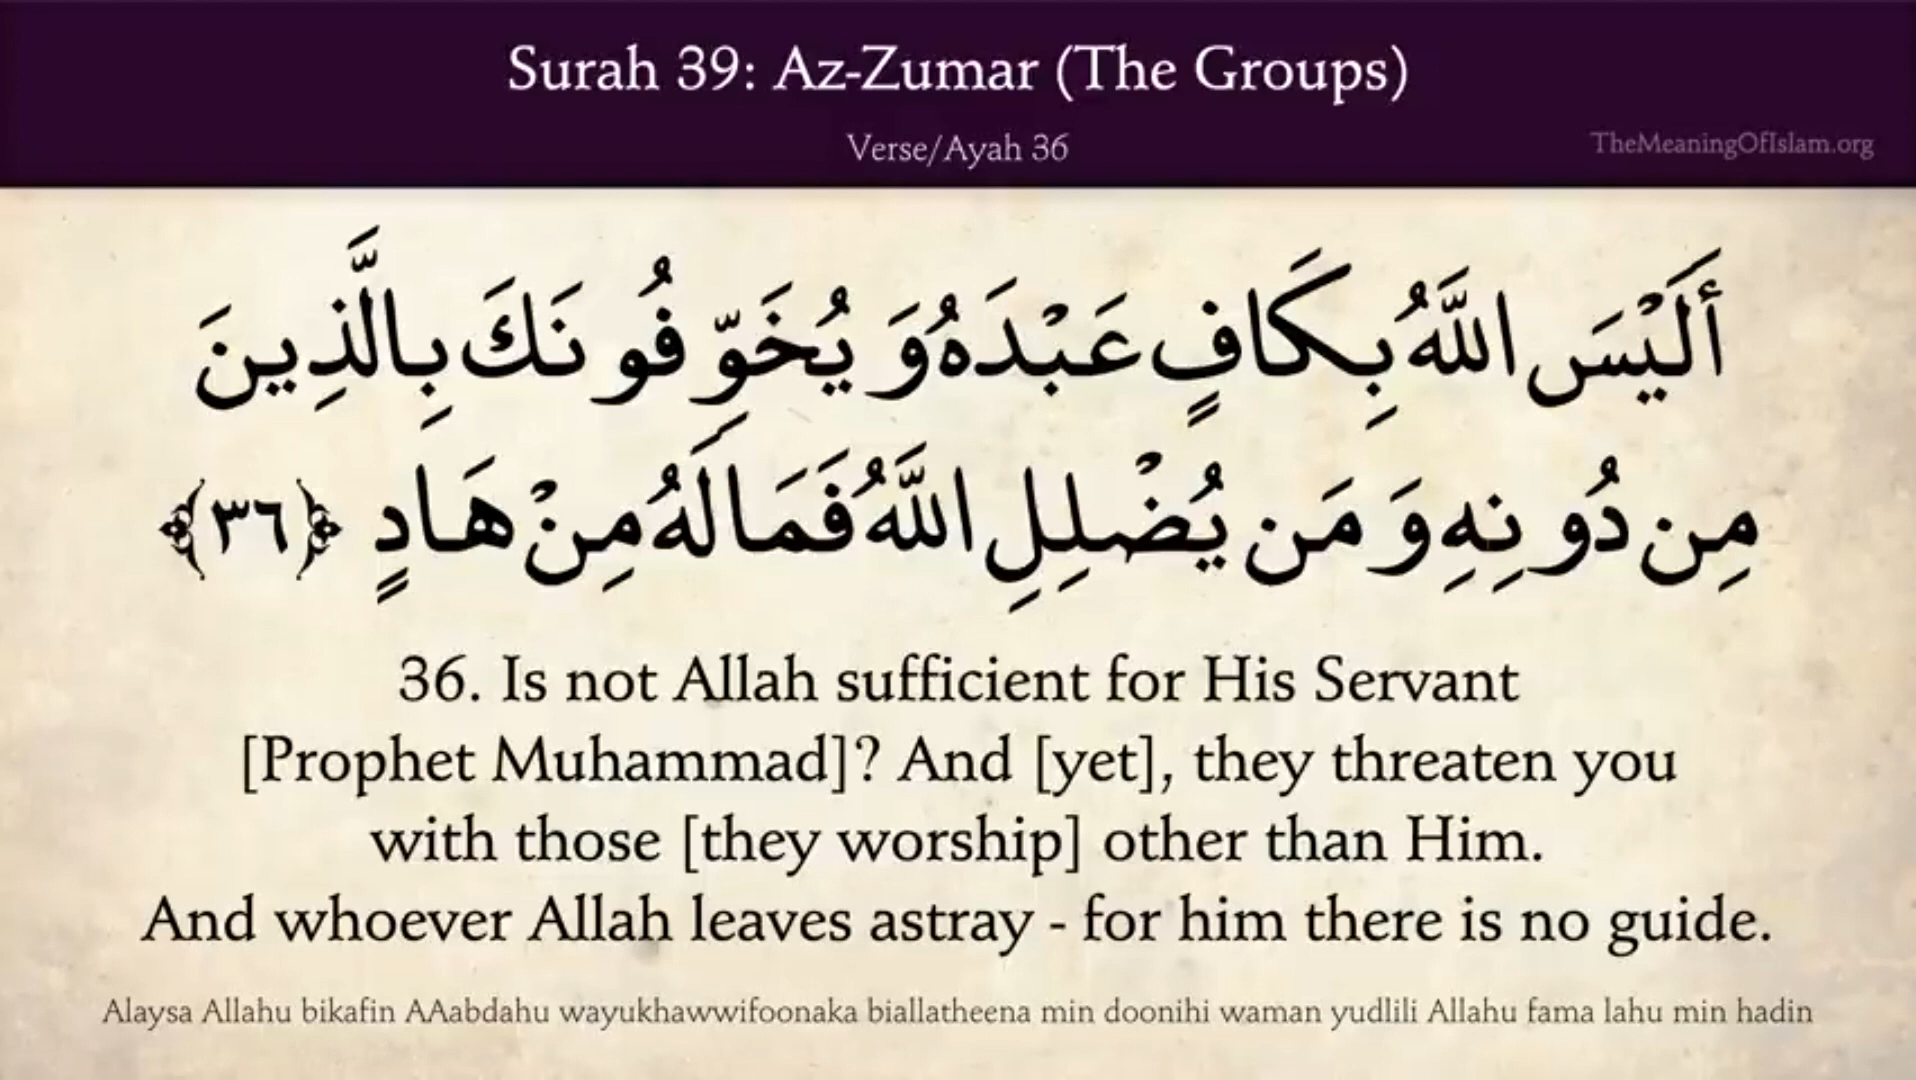 Surah 39: Az-Zumar (The Groups)
Verse/Ayah 36
TheMeaningOfIslam.org
أَلَيْسَ اللَّهُ بِكَافٍ عَبْدَهُ وَيُخَوِّفُونَكَ بِالَّذِينَ
مِن دُونِهِ وَمَن يُضْلِلِ اللَّهُ فَمَا لَهُ مِنْ هَادٍ ﴿٣٦﴾
36. Is not Allah sufficient for His Servant
[Prophet Muhammad]? And [yet], they threaten you
with those [they worship] other than Him.
And whoever Allah leaves astray - for him there is no guide.
Alaysa Allahu bikafin AAabdahu wayukhawwifoonaka biallatheena min doonihi waman yudlili Allahu fama lahu min hadin